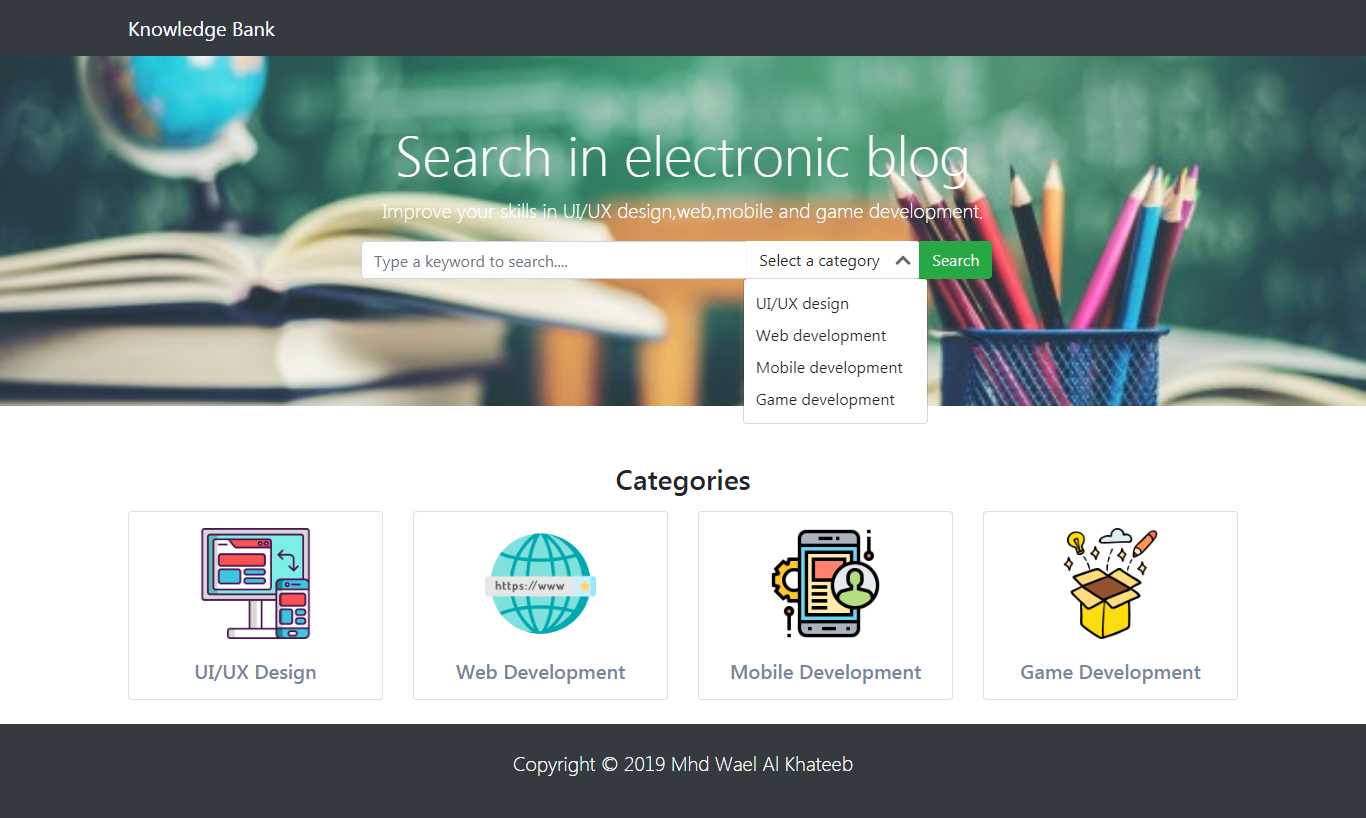 Knowledge Bank
Search in electronic blog
Improve your skills in UI/UX design,web,mobile and game development.
Type a keyword to search.... Select a category Search
UI/UX design
Web development
Mobile development
Game development
Categories
https://www
UI/UX Design Web Development Mobile Development Game Development
Copyright © 2019 Mhd Wael Al Khateeb